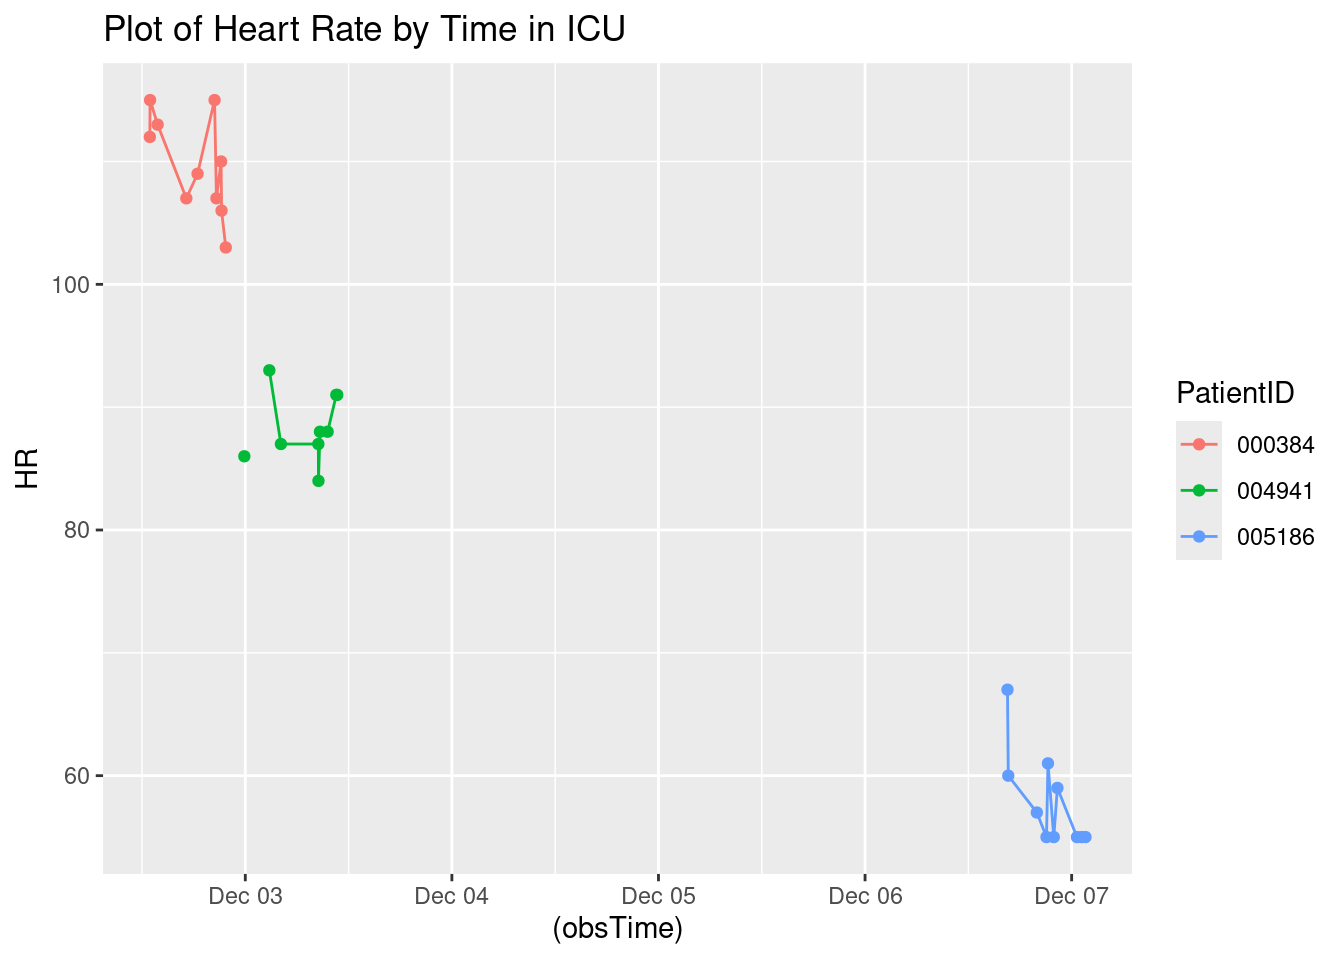 Plot of Heart Rate by Time in ICU
HR
100
80
60
Dec 03
Dec 04
Dec 05
Dec 06
Dec 07
(obsTime)
PatientID
000384
004941
005186